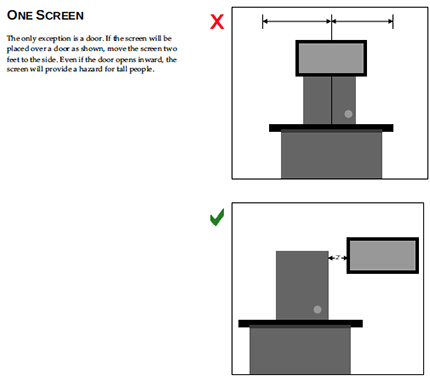 ONE SCREEN
The only exception is a door. If the screen will be
placed over a door as shown, move the screen two
feet to the side. Even if the door opens inward, the
screen will provide a hazard for tall people.
2'